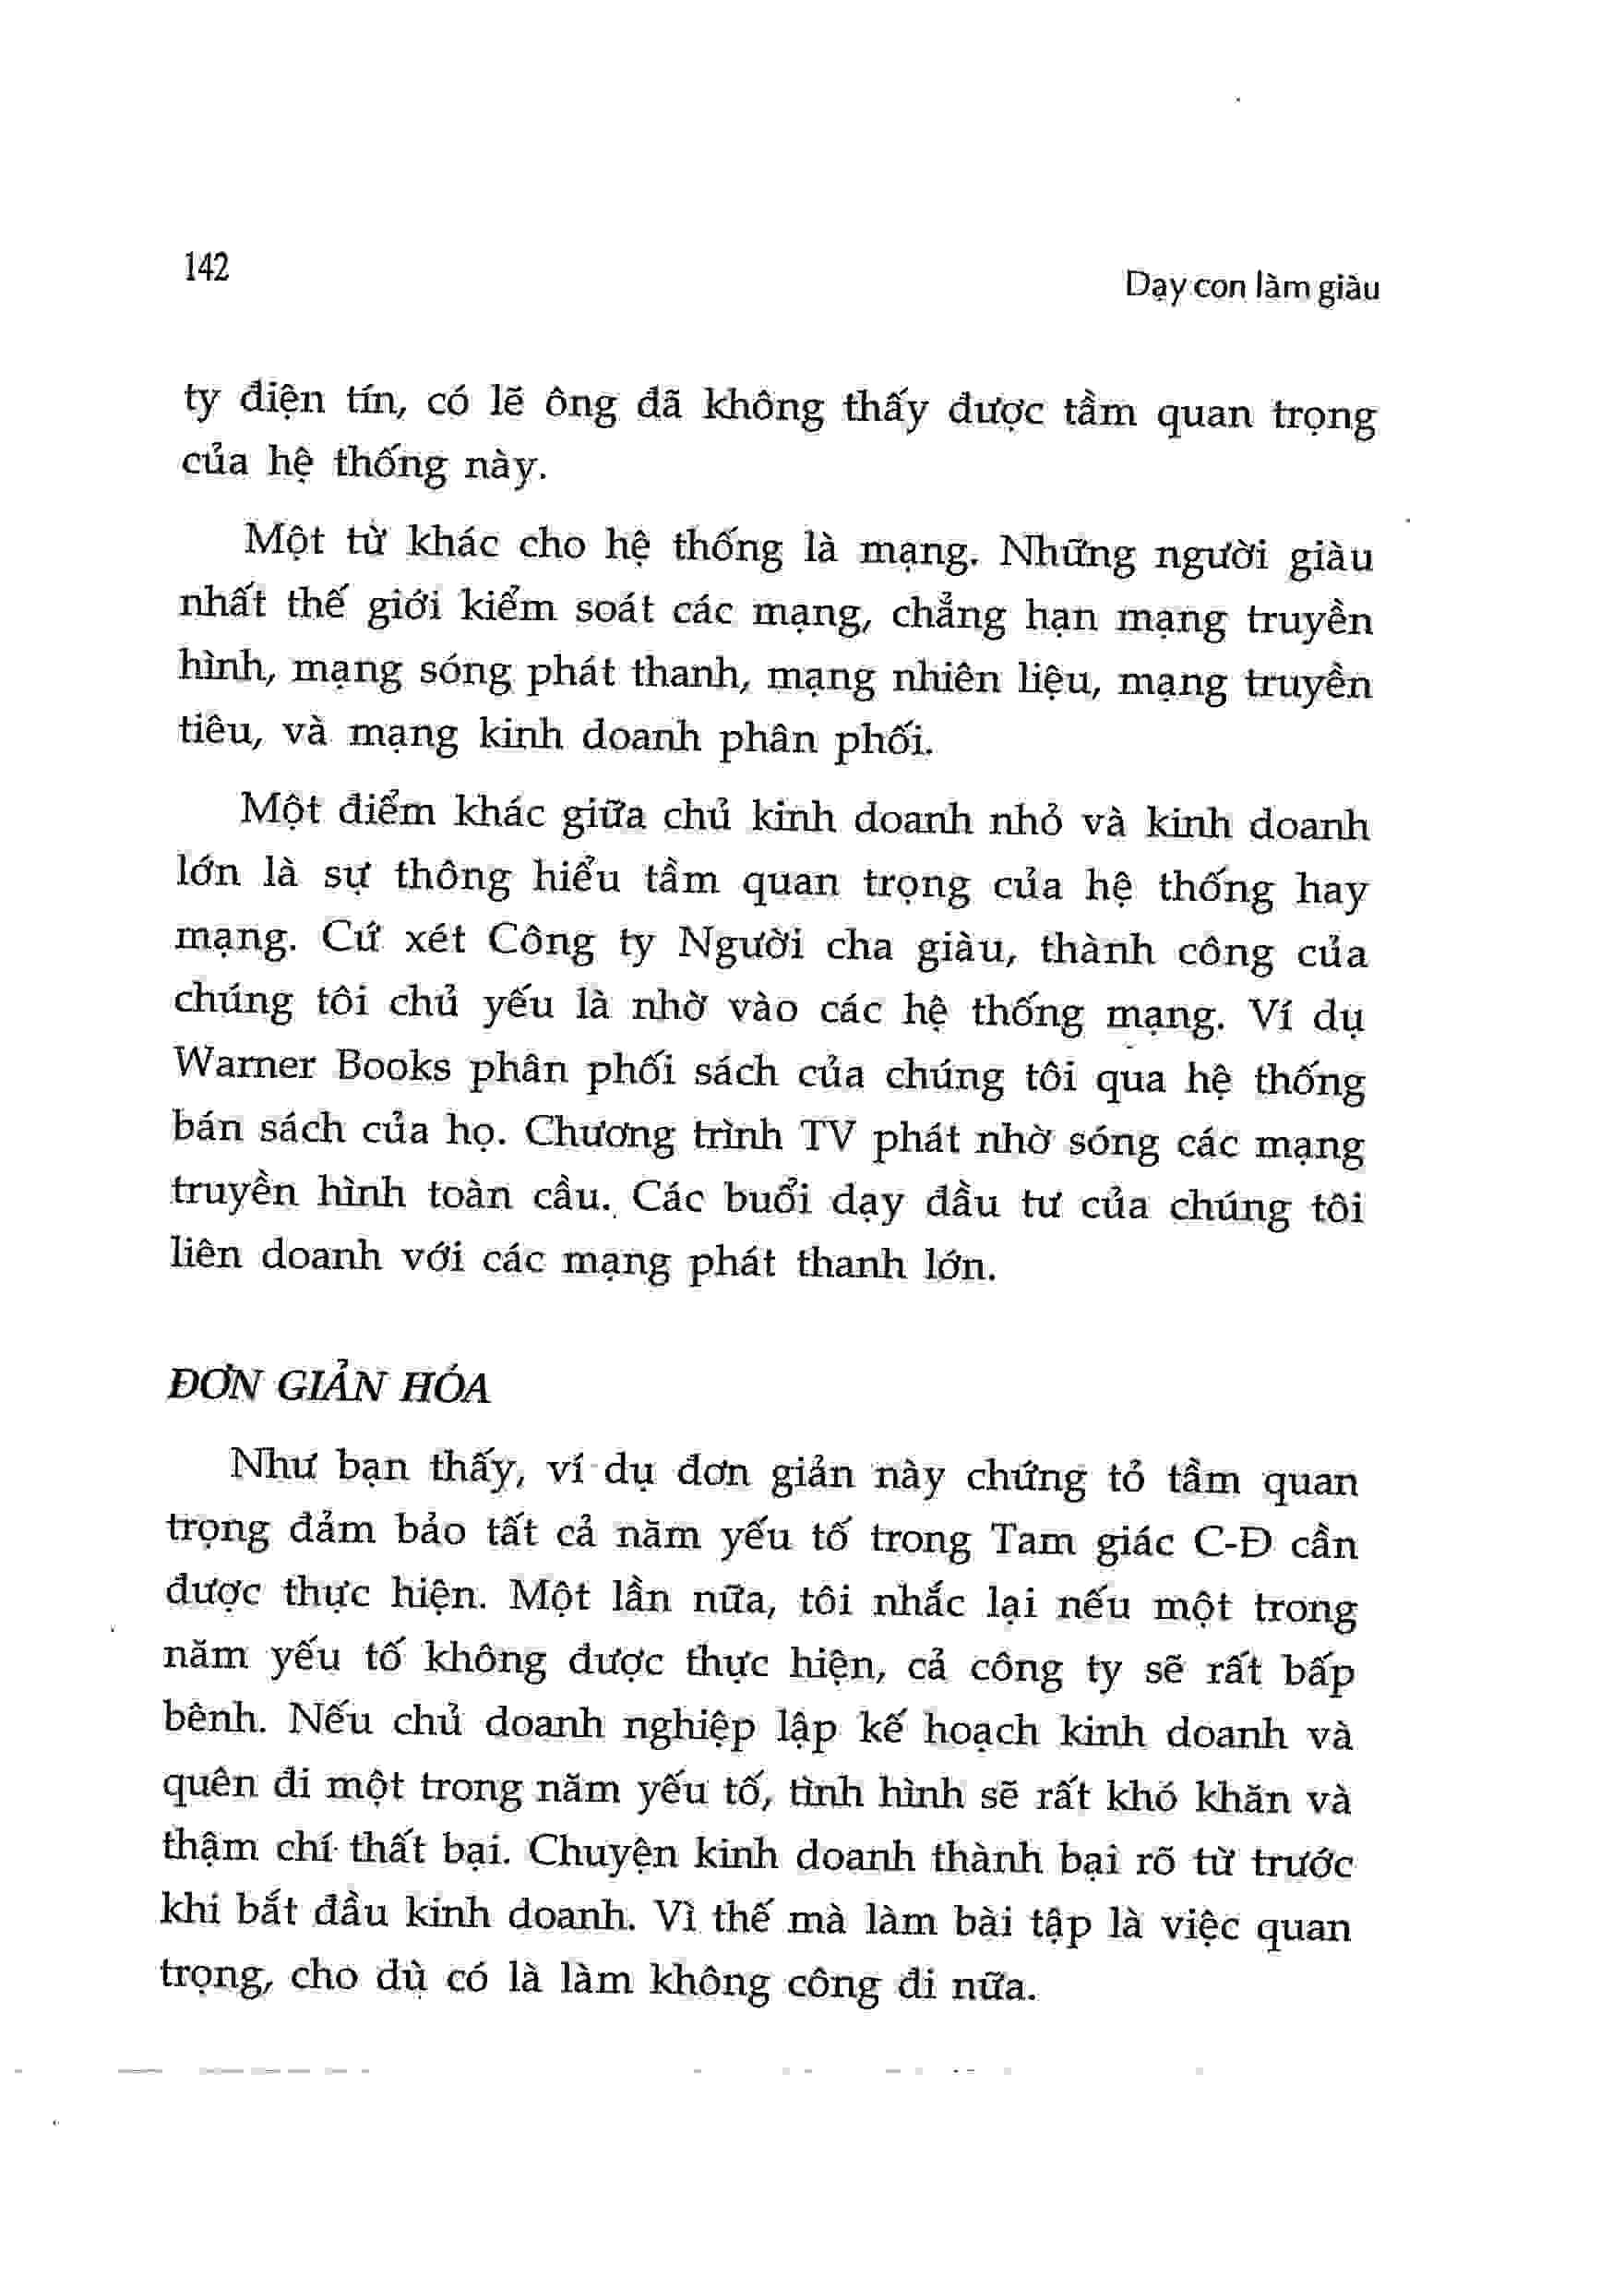 142
Dạy con làm giàu
ty điện tín, có lẽ ông đã không thấy được tầm quan trọng
của hệ thống này.
Một từ khác cho hệ thống là mạng. Những người giàu
nhất thế giới kiểm soát các mạng, chẳng hạn mạng truyền
hình, mạng sóng phát thanh, mạng nhiên liệu, mạng truyền
tiêu, và mạng kinh doanh phân phối.
Một điểm khác giữa chủ kinh doanh nhỏ và kinh doanh
lớn là sự thông hiểu tầm quan trọng của hệ thống hay
mạng. Cứ xét Công ty Người cha giàu, thành công của
chúng tôi chủ yếu là nhờ vào các hệ thống mạng. Ví dụ
Warner Books phân phối sách của chúng tôi qua hệ thống
bán sách của họ. Chương trình TV phát nhờ sóng các mạng
truyền hình toàn cầu. Các buổi dạy đầu tư của chúng tôi
liên doanh với các mạng phát thanh lớn.
ĐƠN GIẢN HÓA
Như bạn thấy, ví dụ đơn giản này chứng tỏ tầm quan
trọng đảm bảo tất cả năm yếu tố trong Tam giác C-Đ cần
được thực hiện. Một lần nữa, tôi nhắc lại nếu một trong
năm yếu tố không được thực hiện, cả công ty sẽ rất bấp
bênh. Nếu chủ doanh nghiệp lập kế hoạch kinh doanh và
quên đi một trong năm yếu tố, tình hình sẽ rất khó khăn và
thậm chí thất bại. Chuyện kinh doanh thành bại rõ từ trước
khi bắt đầu kinh doanh. Vì thế mà làm bài tập là việc quan
trọng, cho dù có là làm không công đi nữa.